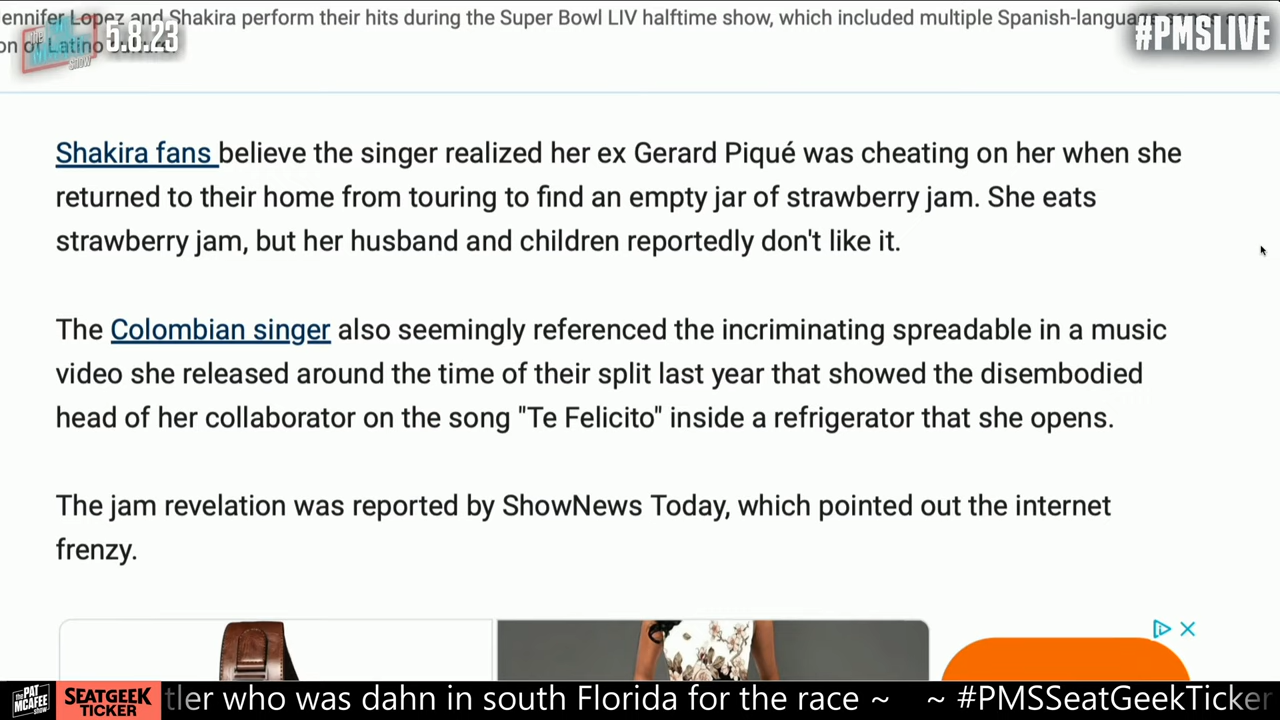 ennifer Lopez and Shakira perform their hits during the Super Bowl LIV halftime show, which included multiple Spanish-language
on of Latino
5.8.23
#PMSLIVE
Shakira fans believe the singer realized her ex Gerard Piqué was cheating on her when she
returned to their home from touring to find an empty jar of strawberry jam. She eats
strawberry jam, but her husband and children reportedly don't like it.
The Colombian singer also seemingly referenced the incriminating spreadable in a music
video she released around the time of their split last year that showed the disembodied
head of her collaborator on the song "Te Felicito" inside a refrigerator that she opens.
The jam revelation was reported by ShowNews Today, which pointed out the internet
frenzy.
the PAT MCAFEE show
SEATGEEK
TICKER
tler who was dahn in south Florida for the race ~ ~ #PMSSeatGeekTicker